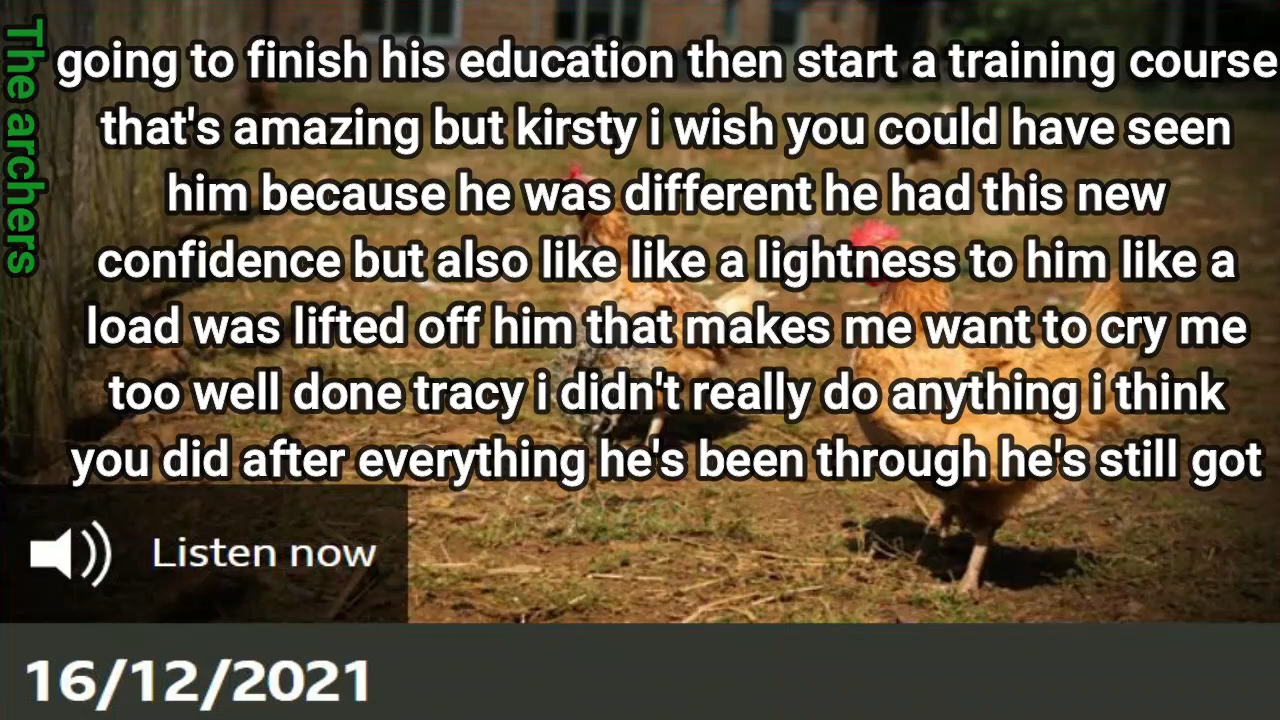 The archers
going to finish his education then start a training course
that's amazing but kirsty i wish you could have seen
him because he was different he had this new
confidence but also like like a lightness to him like a
load was lifted off him that makes me want to cry me
too well done tracy i didn't really do anything i think
you did after everything he's been through he's still got
Listen now
16/12/2021